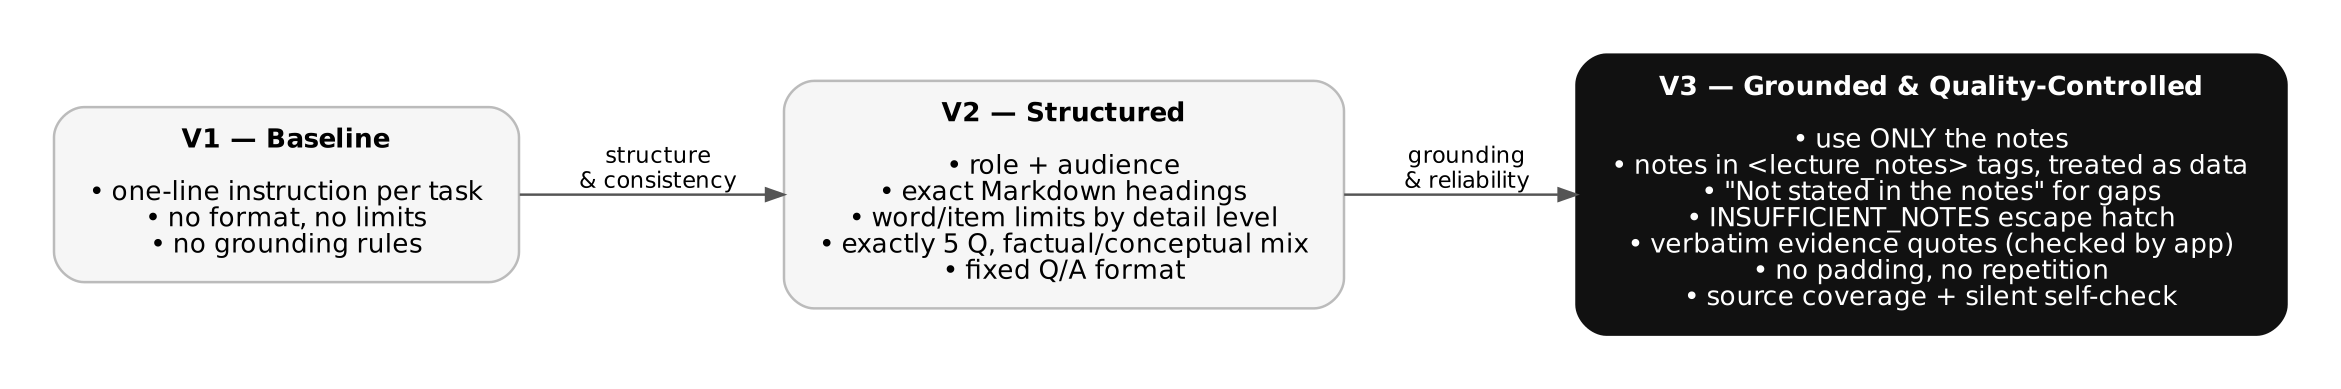 V1 — Baseline
• one-line instruction per task
• no format, no limits
• no grounding rules
structure
& consistency
V2 — Structured
• role + audience
• exact Markdown headings
• word/item limits by detail level
• exactly 5 Q, factual/conceptual mix
• fixed Q/A format
grounding
& reliability
V3 — Grounded & Quality-Controlled
• use ONLY the notes
• notes in <lecture_notes> tags, treated as data
• "Not stated in the notes" for gaps
• INSUFFICIENT_NOTES escape hatch
• verbatim evidence quotes (checked by app)
• no padding, no repetition
• source coverage + silent self-check